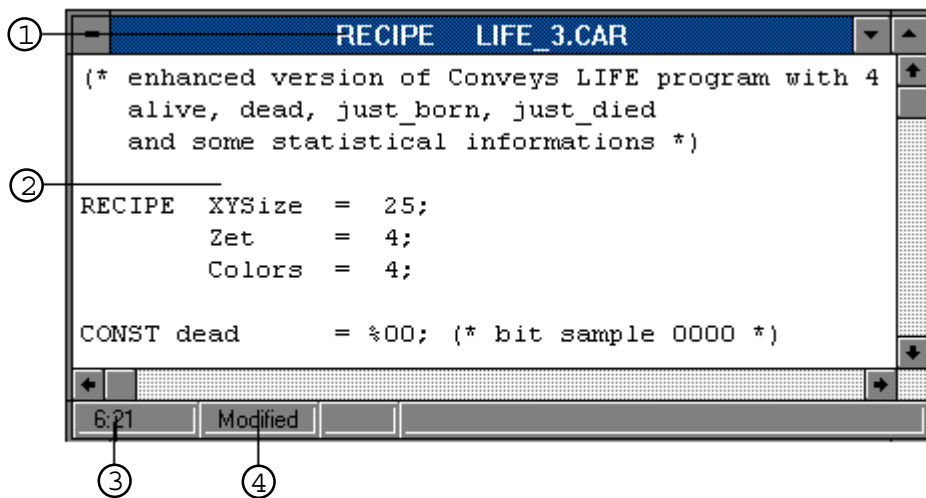 ① RECIPE LIFE_3.CAR
(* enhanced version of Conveys LIFE program with 4
alive, dead, just_born, just_died
and some statistical informations *)
②
RECIPE XYSize = 25;
Zet = 4;
Colors = 4;
CONST dead = %00; (* bit sample 0000 *)
6:21 Modified
③ ④